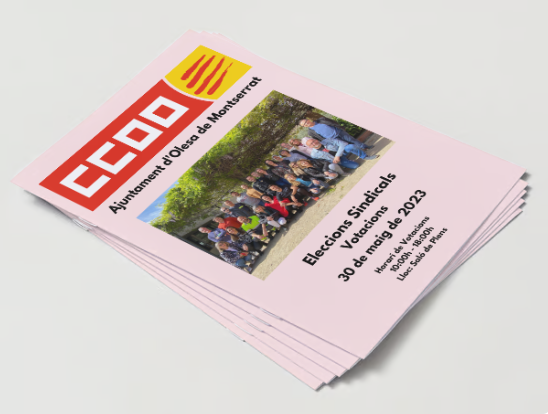 CCOO
Ajuntament d'Olesa de Montserrat
Eleccions Sindicals
Votacions
30 de maig de 2023
Horari de Votacions
10:00h - 18:00h
Lloc: Saló de Plens